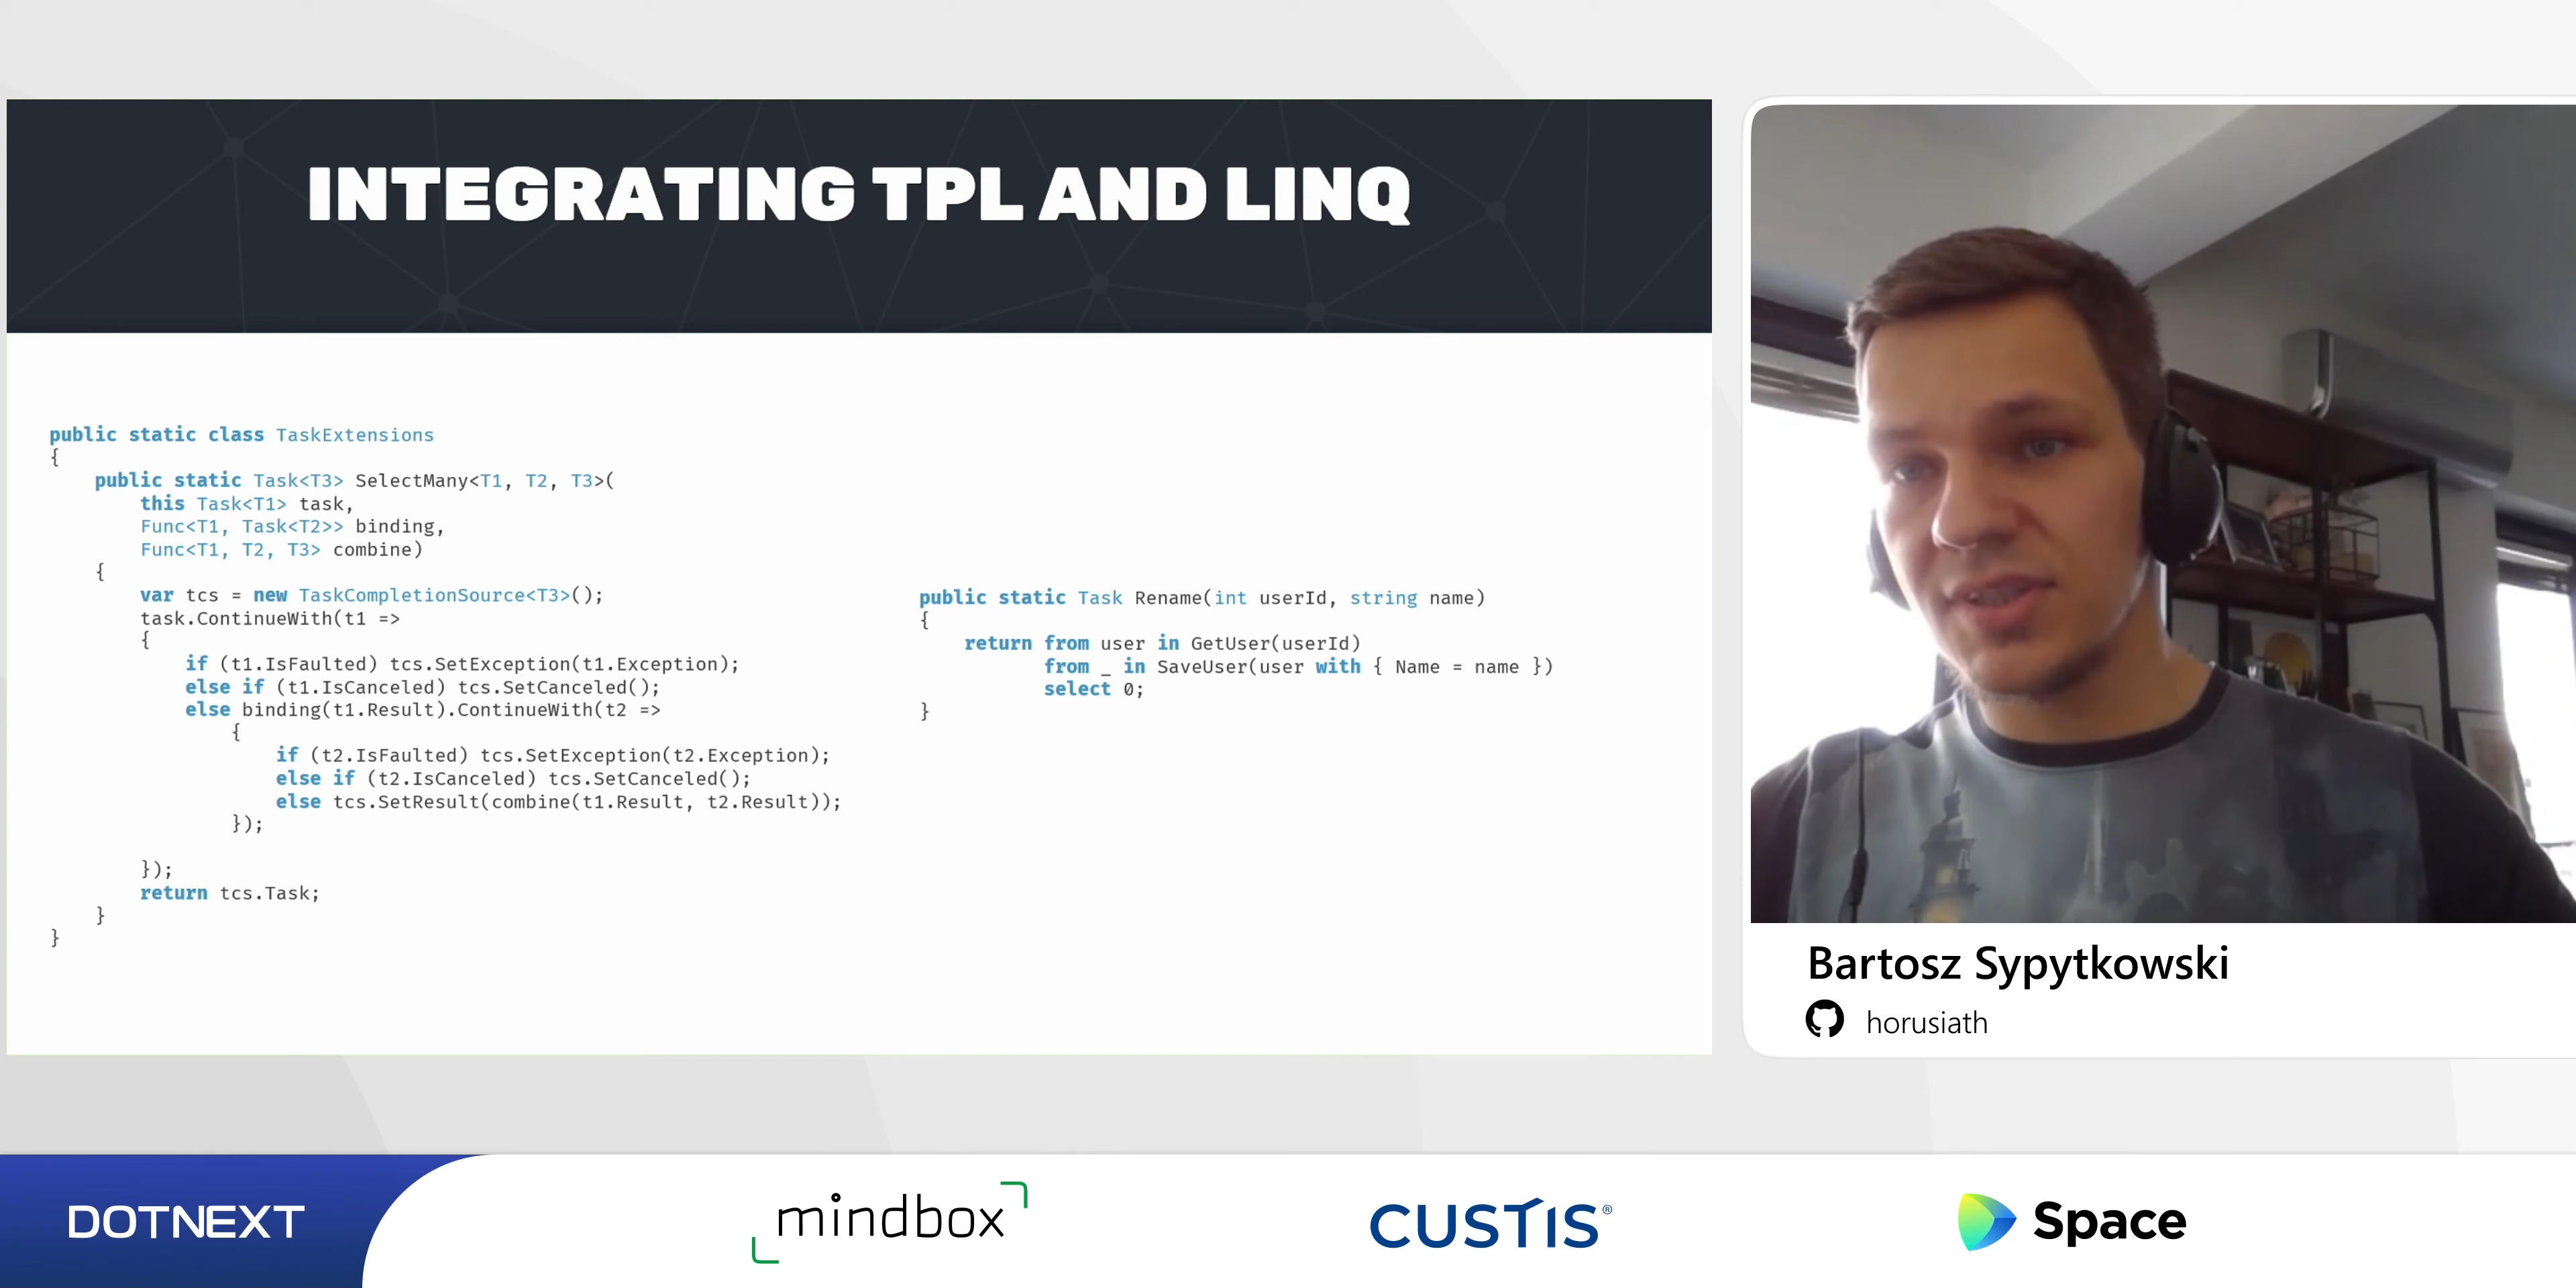 INTEGRATING TPL AND LINQ
public static class TaskExtensions
{
    public static Task<T3> SelectMany<T1, T2, T3>(
        this Task<T1> task,
        Func<T1, Task<T2>> binding,
        Func<T1, T2, T3> combine)
    {
        var tcs = new TaskCompletionSource<T3>();
        task.ContinueWith(t1 =>
        {
            if (t1.IsFaulted) tcs.SetException(t1.Exception);
            else if (t1.IsCanceled) tcs.SetCanceled();
            else binding(t1.Result).ContinueWith(t2 =>
                {
                    if (t2.IsFaulted) tcs.SetException(t2.Exception);
                    else if (t2.IsCanceled) tcs.SetCanceled();
                    else tcs.SetResult(combine(t1.Result, t2.Result));
                });
        });
        return tcs.Task;
    }
}
public static Task Rename(int userId, string name)
{
    return from user in GetUser(userId)
           from _ in SaveUser(user with { Name = name })
           select 0;
}
Bartosz Sypytkowski
horusiath
DOTNEXT
mindbox
CUSTIS®
Space